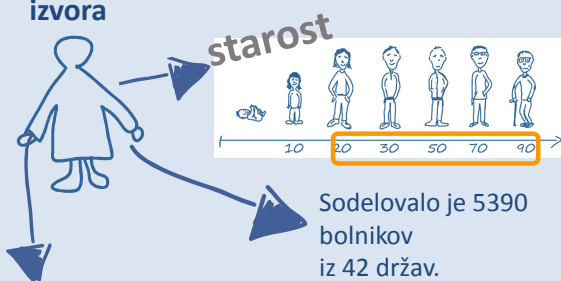 izvora
starost
10 20 30 50 70 90
Sodelovalo je 5390
bolnikov
iz 42 držav.